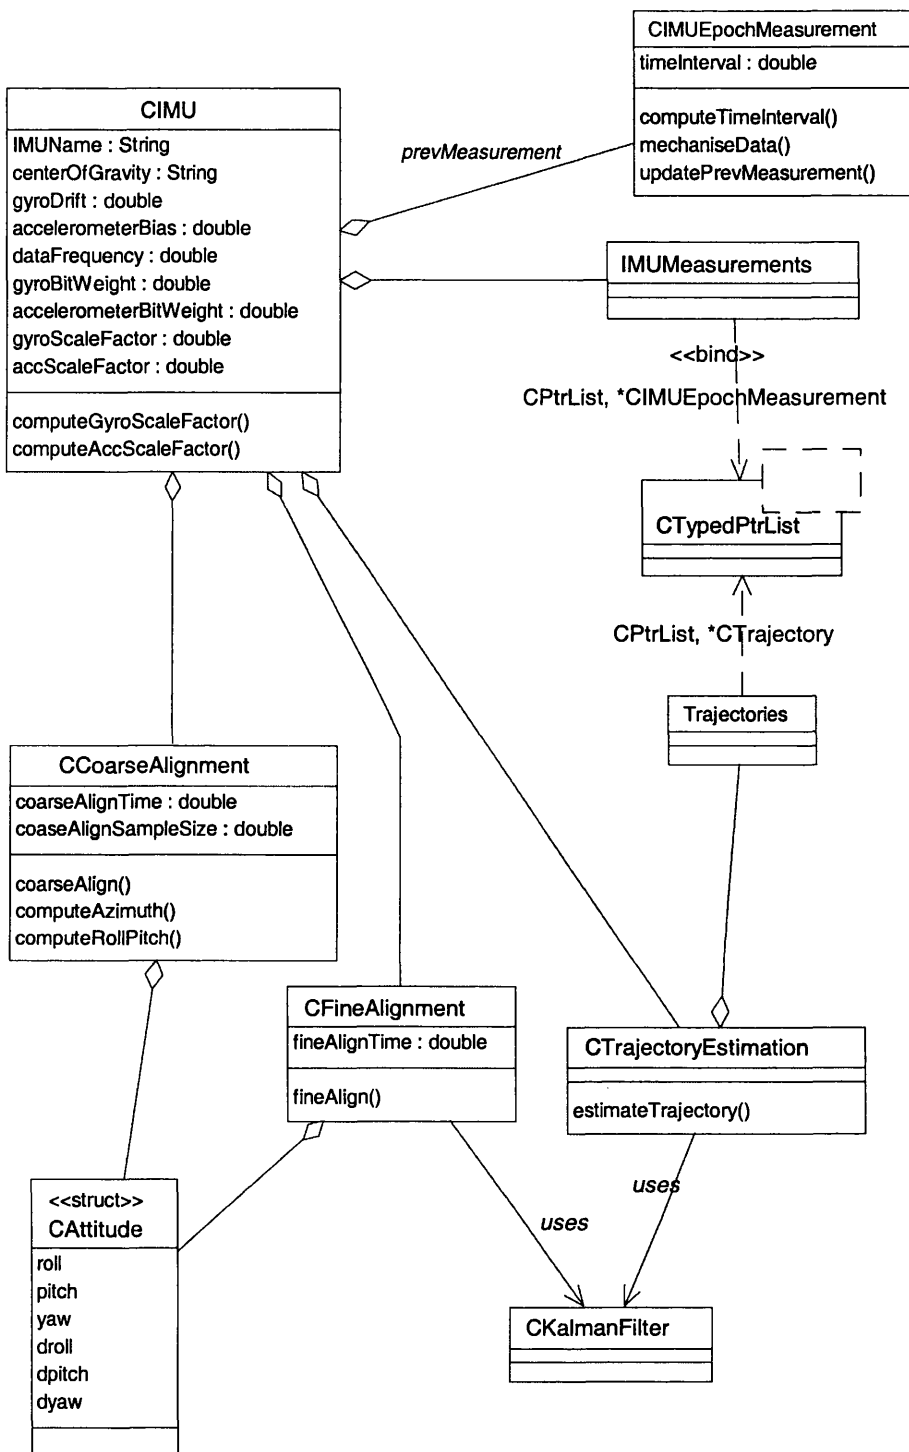 CIMUEpochMeasurement
timeInterval : double
computeTimeInterval()
mechaniseData()
updatePrevMeasurement()
CIMU
IMUName : String
centerOfGravity : String
gyroDrift : double
accelerometerBias : double
dataFrequency : double
gyroBitWeight : double
accelerometerBitWeight : double
gyroScaleFactor : double
accScaleFactor : double
computeGyroScaleFactor()
computeAccScaleFactor()
prevMeasurement
IMUMeasurements
<<bind>>
CPtrList, *CIMUEpochMeasurement
CTypedPtrList
CPtrList, *CTrajectory
Trajectories
CCoarseAlignment
coarseAlignTime : double
coaseAlignSampleSize : double
coarseAlign()
computeAzimuth()
computeRollPitch()
CFineAlignment
fineAlignTime : double
fineAlign()
CTrajectoryEstimation
estimateTrajectory()
<<struct>>
CAttitude
roll
pitch
yaw
droll
dpitch
dyaw
uses
uses
CKalmanFilter